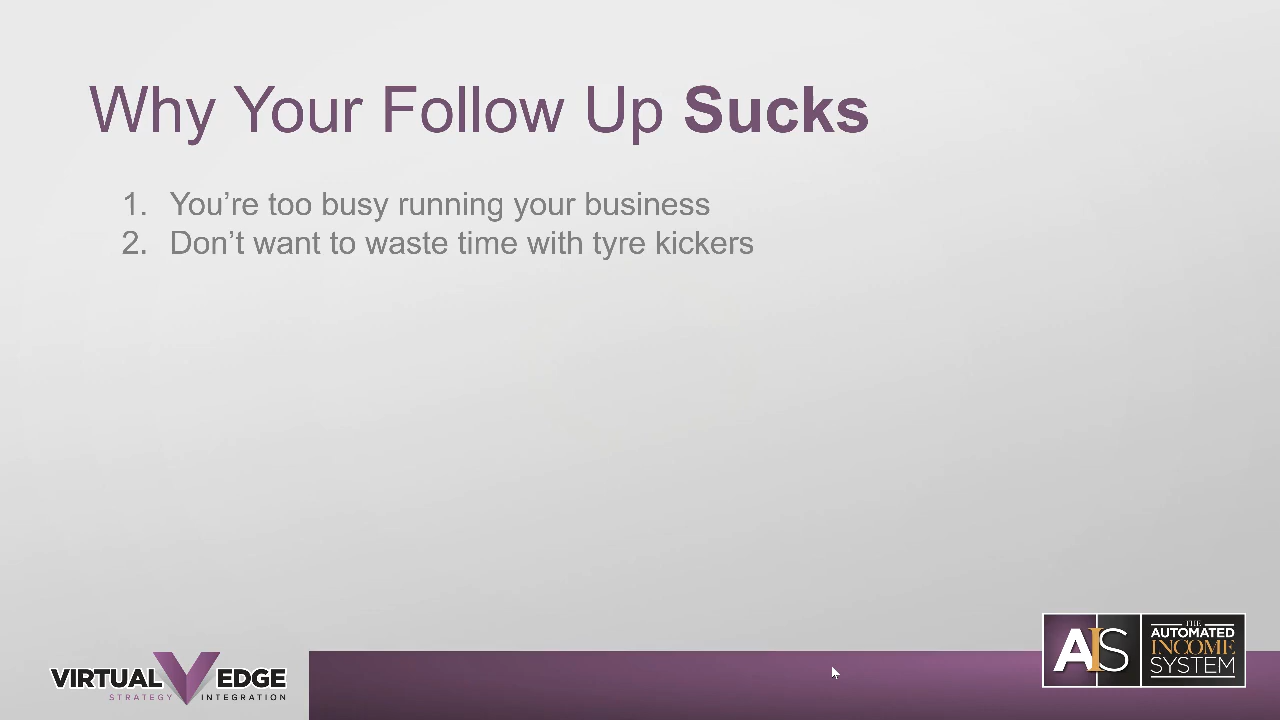 Why Your Follow Up Sucks
1. You’re too busy running your business
2. Don’t want to waste time with tyre kickers
VIRTUAL V EDGE
STRATEGY INTEGRATION
AIS
THE
AUTOMATED
INCOME
SYSTEM